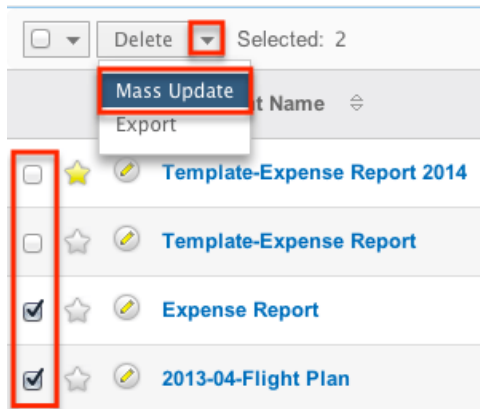 Delete Selected: 2
Mass Update
t Name
Export
Template-Expense Report 2014
Template-Expense Report
Expense Report
2013-04-Flight Plan